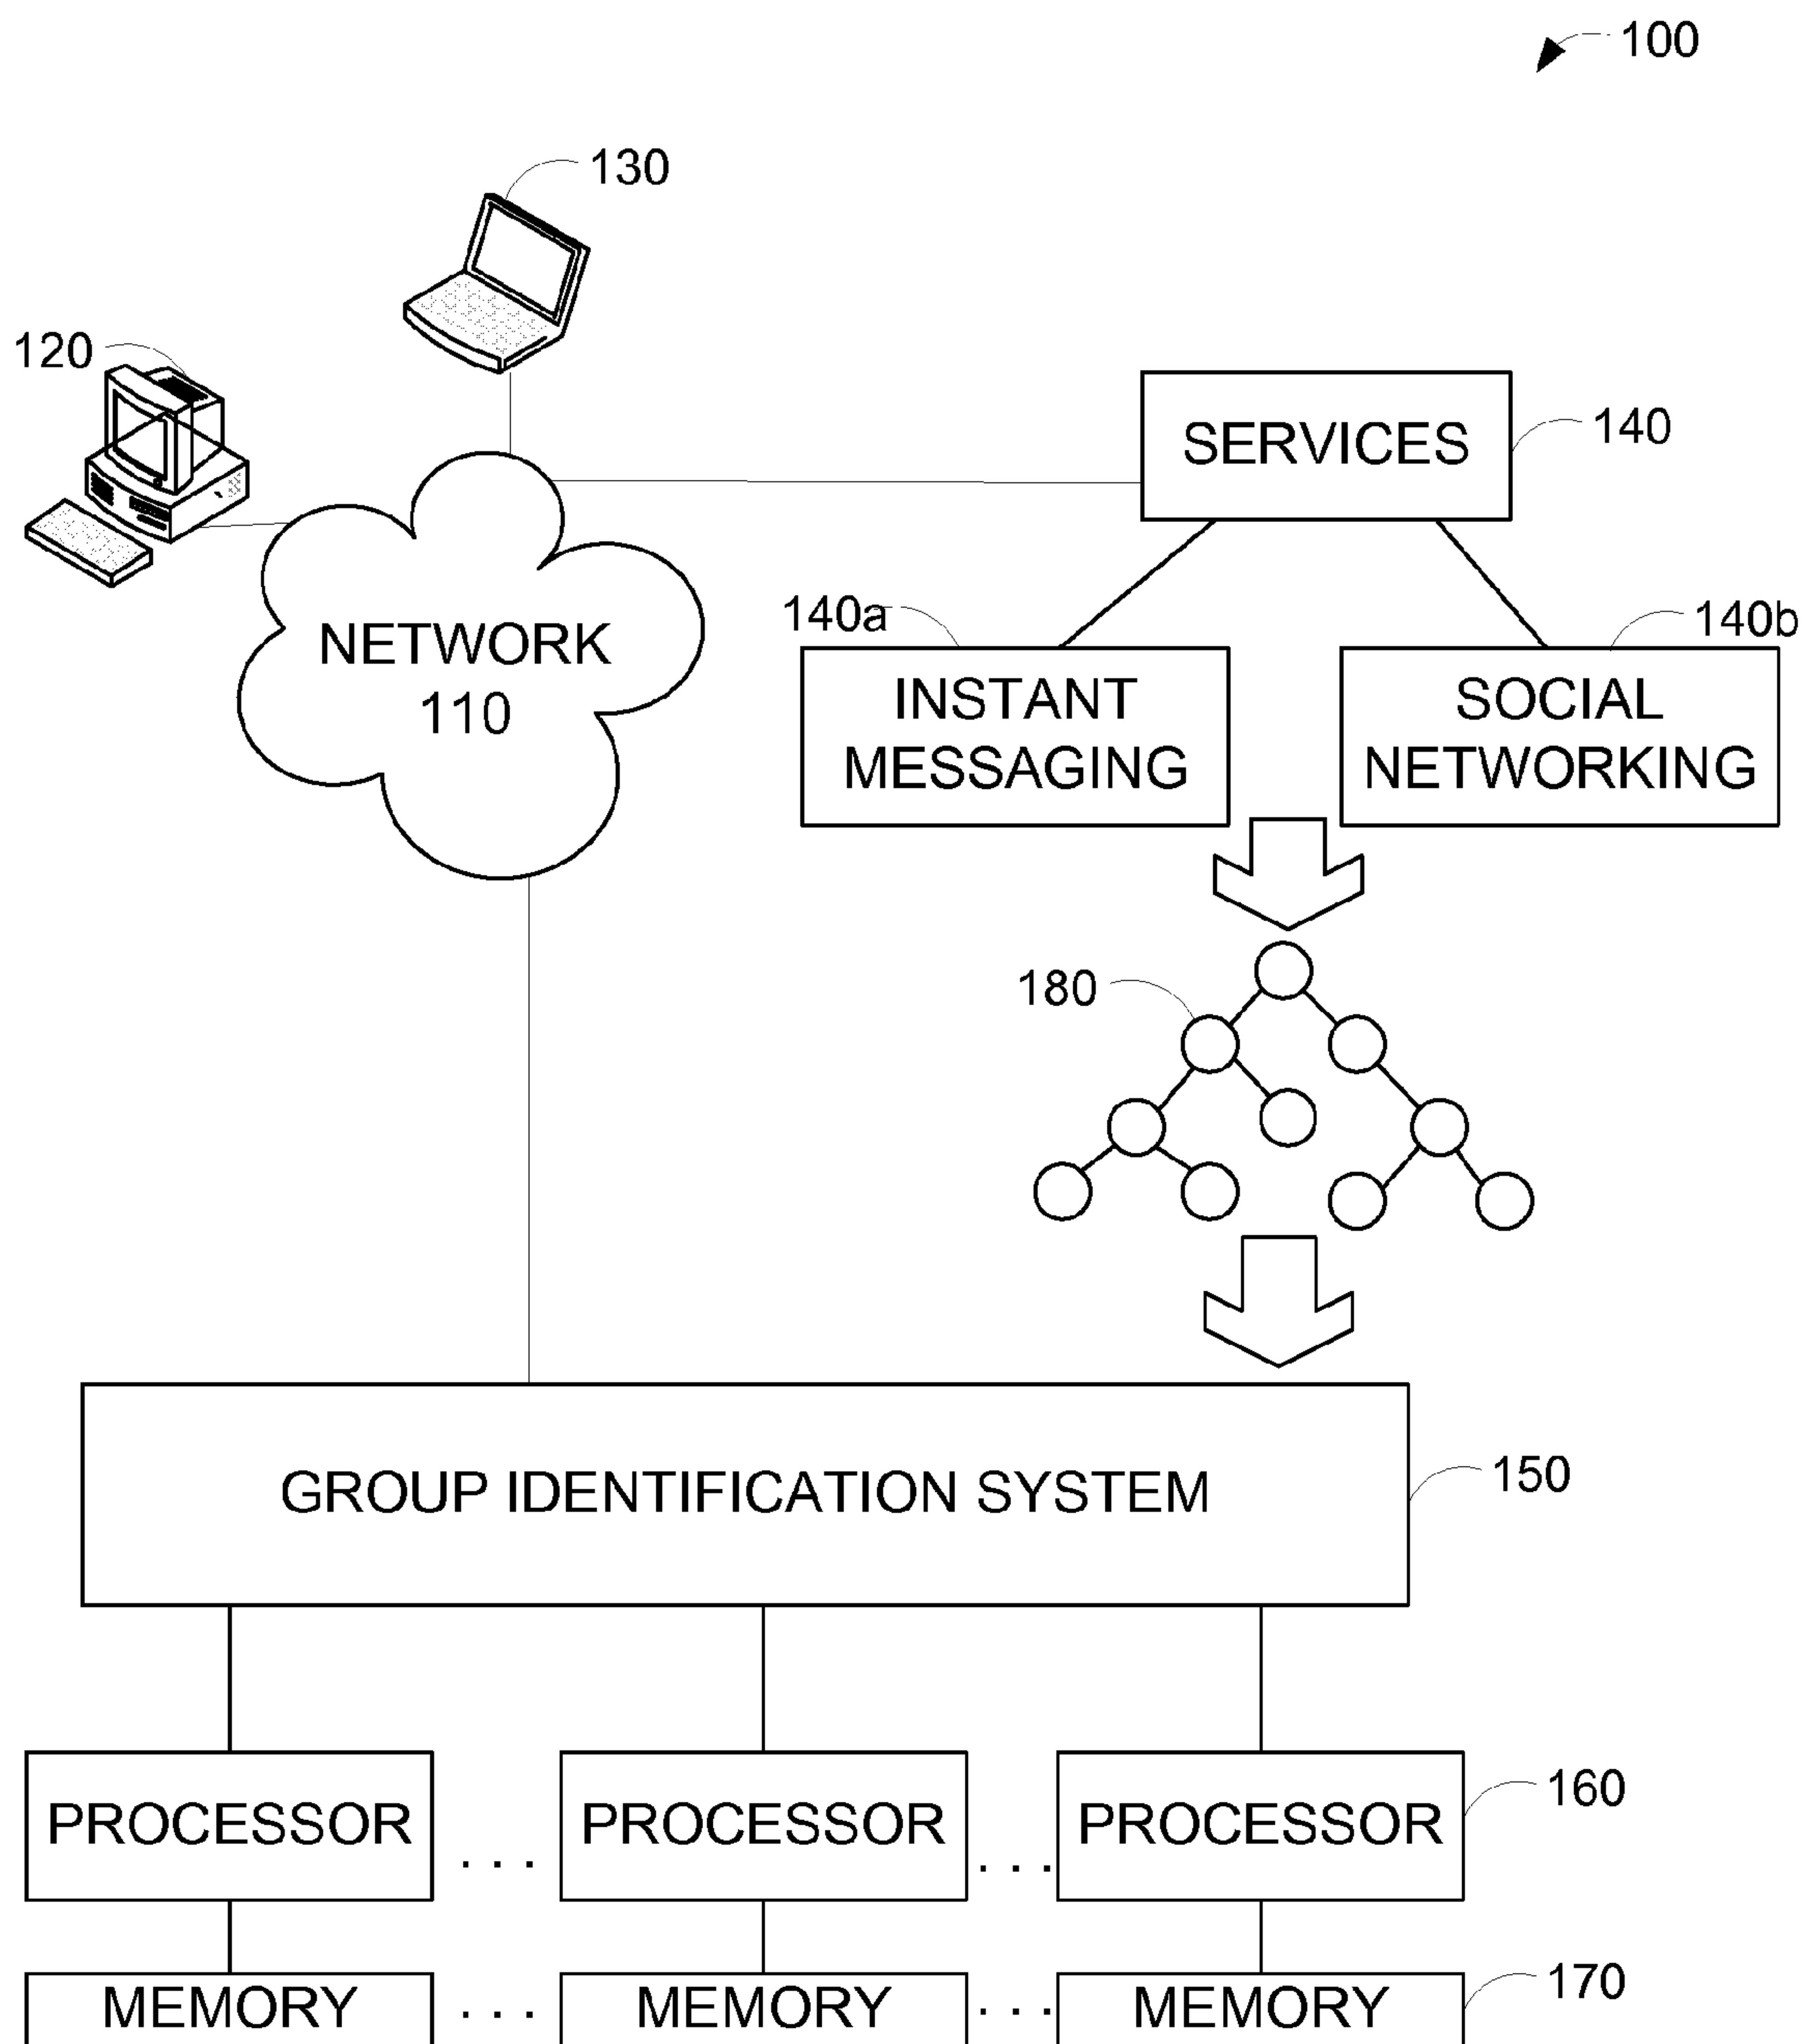 100
130
120
SERVICES
140
NETWORK
110
140a
140b
INSTANT
MESSAGING
SOCIAL
NETWORKING
180
GROUP IDENTIFICATION SYSTEM
150
PROCESSOR
...
PROCESSOR
...
PROCESSOR
160
MEMORY
...
MEMORY
...
MEMORY
170